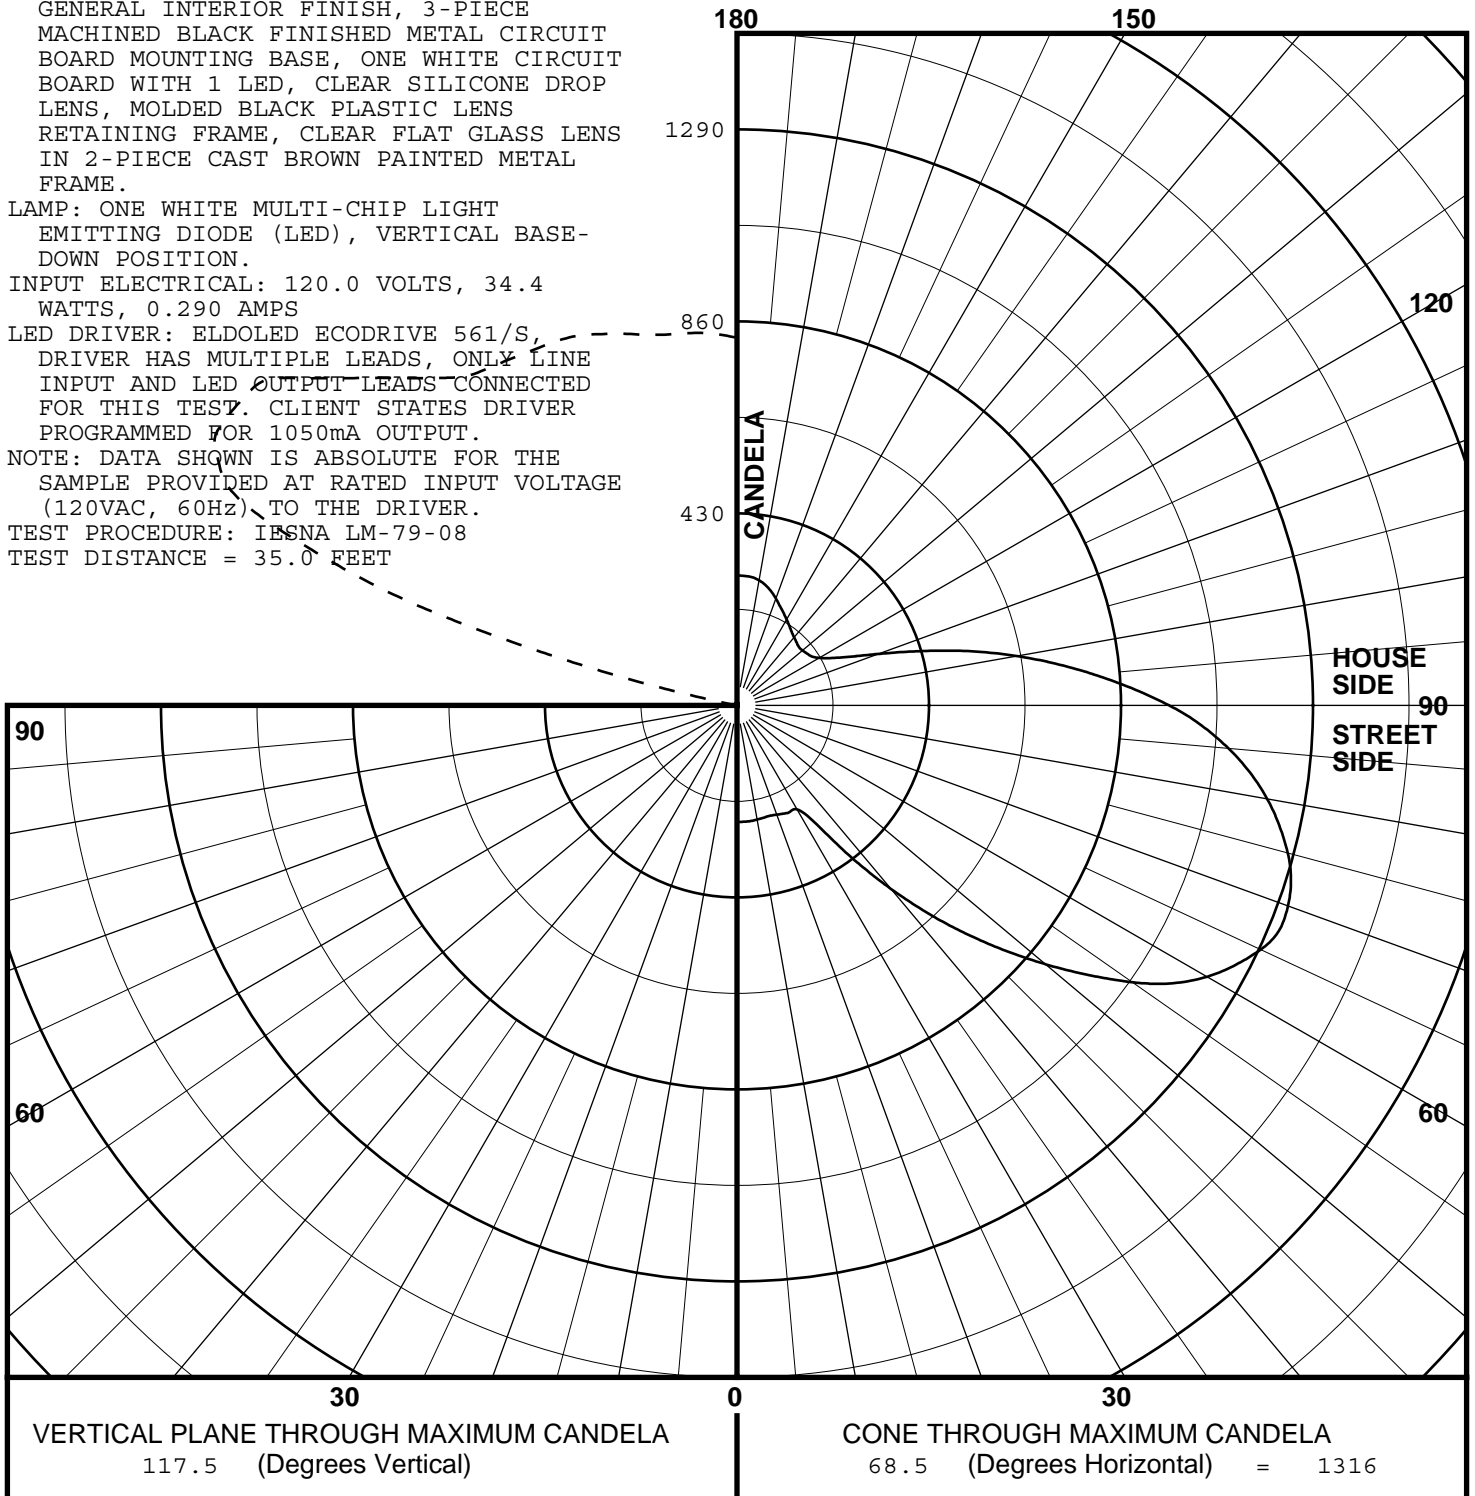 GENERAL INTERIOR FINISH, 3-PIECE
MACHINED BLACK FINISHED METAL CIRCUIT
BOARD MOUNTING BASE, ONE WHITE CIRCUIT
BOARD WITH 1 LED, CLEAR SILICONE DROP
LENS, MOLDED BLACK PLASTIC LENS
RETAINING FRAME, CLEAR FLAT GLASS LENS
IN 2-PIECE CAST BROWN PAINTED METAL
FRAME.
LAMP: ONE WHITE MULTI-CHIP LIGHT
EMITTING DIODE (LED), VERTICAL BASE-
DOWN POSITION.
INPUT ELECTRICAL: 120.0 VOLTS, 34.4
WATTS, 0.290 AMPS
LED DRIVER: ELDOLED ECODRIVE 561/S,
DRIVER HAS MULTIPLE LEADS, ONLY LINE
INPUT AND LED OUTPUT LEADS CONNECTED
FOR THIS TEST. CLIENT STATES DRIVER
PROGRAMMED FOR 1050mA OUTPUT.
NOTE: DATA SHOWN IS ABSOLUTE FOR THE
SAMPLE PROVIDED AT RATED INPUT VOLTAGE
(120VAC, 60Hz) TO THE DRIVER.
TEST PROCEDURE: IESNA LM-79-08
TEST DISTANCE = 35.0 FEET
180
150
1290
120
860
CANDELA
430
HOUSE
SIDE
90
STREET
SIDE
90
60
60
30
0
30
VERTICAL PLANE THROUGH MAXIMUM CANDELA
117.5 (Degrees Vertical)
CONE THROUGH MAXIMUM CANDELA
68.5 (Degrees Horizontal) = 1316